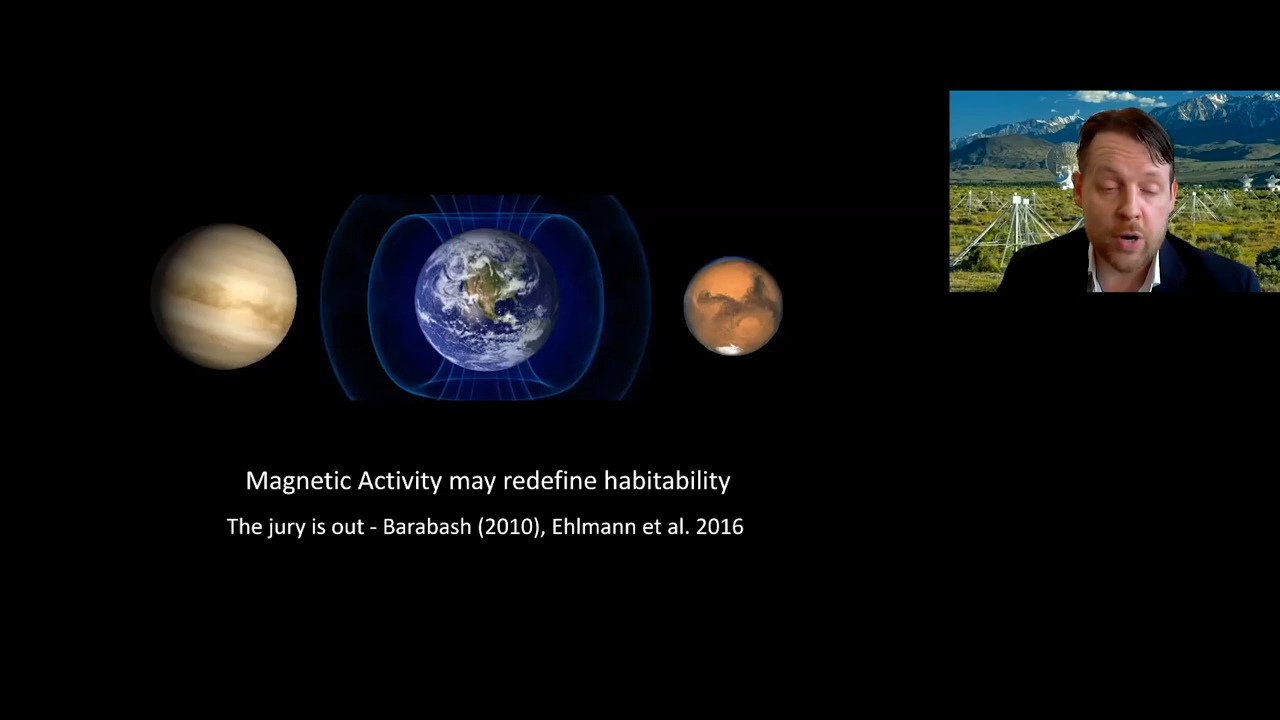 Magnetic Activity may redefine habitability
The jury is out - Barabash (2010), Ehlmann et al. 2016